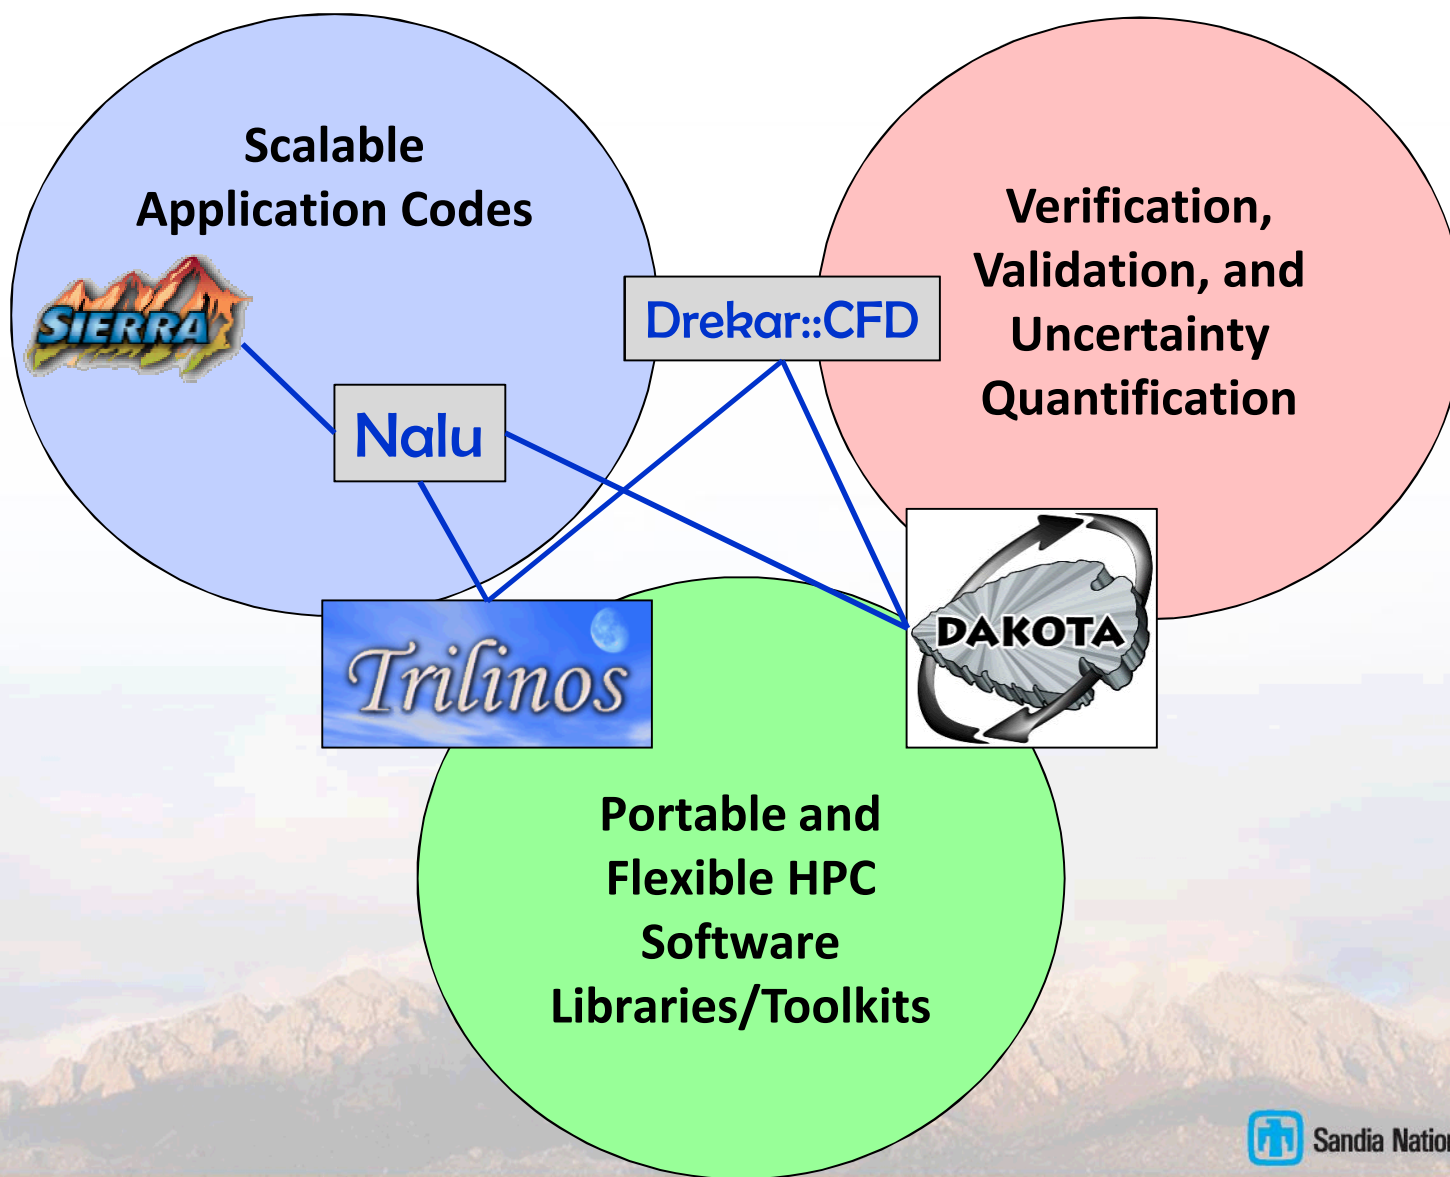 Scalable
Application Codes
SIERRA
Nalu
Drekar::CFD
Verification,
Validation, and
Uncertainty
Quantification
Trilinos
DAKOTA
Portable and
Flexible HPC
Software
Libraries/Toolkits
Sandia Nation